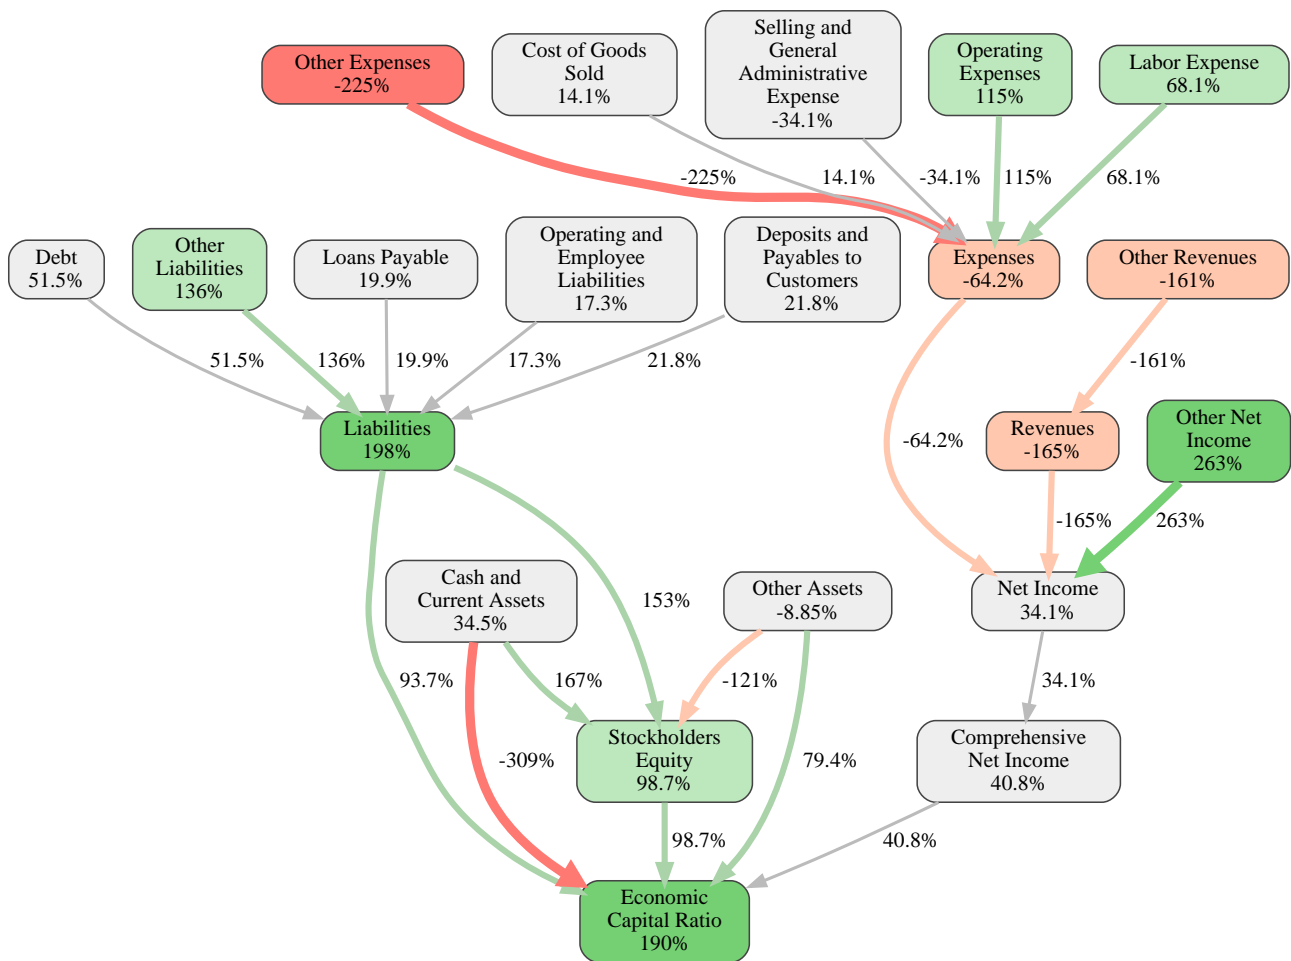 Other Expenses
-225%
Cost of Goods
Sold
14.1%
Selling and
General
Administrative
Expense
-34.1%
Operating
Expenses
115%
Labor Expense
68.1%
-225%
14.1%
-34.1%
115%
68.1%
Debt
51.5%
Other
Liabilities
136%
Loans Payable
19.9%
Operating and
Employee
Liabilities
17.3%
Deposits and
Payables to
Customers
21.8%
Expenses
-64.2%
Other Revenues
-161%
51.5%
136%
19.9%
17.3%
21.8%
-161%
Liabilities
198%
-64.2%
Revenues
-165%
Other Net
Income
263%
-165%
263%
Cash and
Current Assets
34.5%
153%
Other Assets
-8.85%
Net Income
34.1%
93.7%
167%
-121%
34.1%
-309%
Stockholders
Equity
98.7%
79.4%
Comprehensive
Net Income
40.8%
98.7%
40.8%
Economic
Capital Ratio
190%